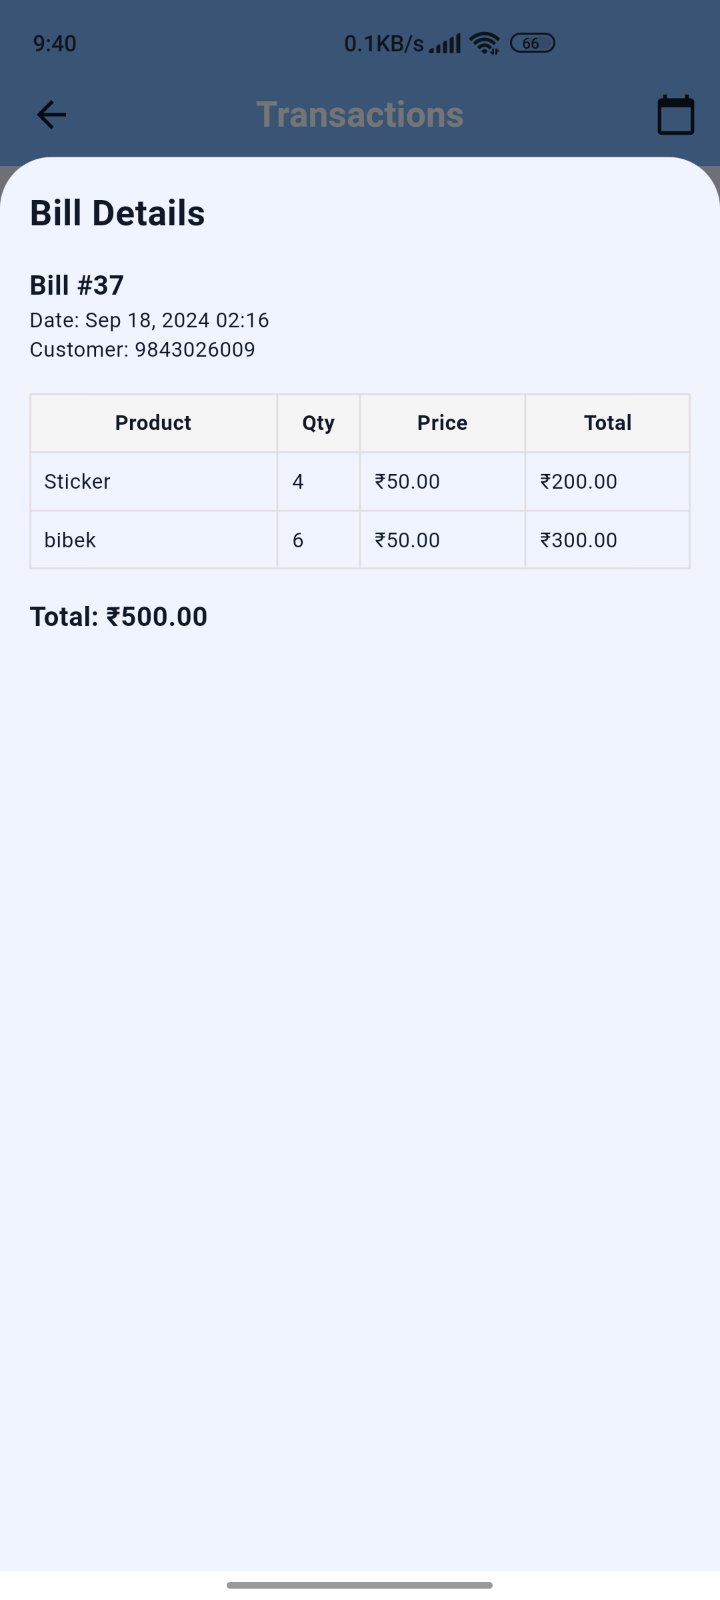 9:40 0.1KB/s 66
Transactions
Bill Details
Bill #37
Date: Sep 18, 2024 02:16
Customer: 9843026009
Product Qty Price Total
Sticker 4 ₹50.00 ₹200.00
bibek 6 ₹50.00 ₹300.00
Total: ₹500.00